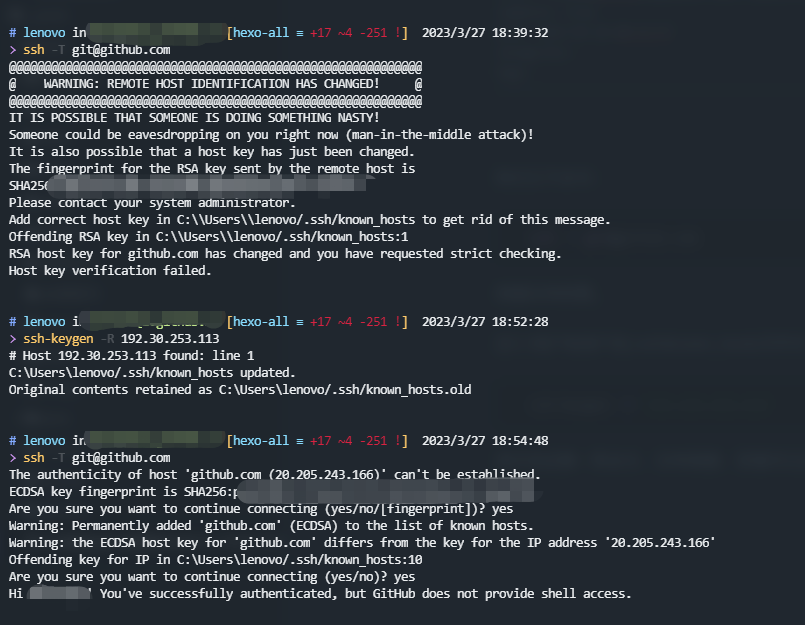 # lenovo in [hexo-all ≡ +17 ~4 -251 !] 2023/3/27 18:39:32
> ssh -T git@github.com
@@@@@@@@@@@@@@@@@@@@@@@@@@@@@@@@@@@@@@@@@@@@@@@@@@@@@@@@@@@
@    WARNING: REMOTE HOST IDENTIFICATION HAS CHANGED!     @
@@@@@@@@@@@@@@@@@@@@@@@@@@@@@@@@@@@@@@@@@@@@@@@@@@@@@@@@@@@
IT IS POSSIBLE THAT SOMEONE IS DOING SOMETHING NASTY!
Someone could be eavesdropping on you right now (man-in-the-middle attack)!
It is also possible that a host key has just been changed.
The fingerprint for the RSA key sent by the remote host is
SHA256
Please contact your system administrator.
Add correct host key in C:\\Users\\lenovo/.ssh/known_hosts to get rid of this message.
Offending RSA key in C:\\Users\\lenovo/.ssh/known_hosts:1
RSA host key for github.com has changed and you have requested strict checking.
Host key verification failed.
# lenovo in [hexo-all ≡ +17 ~4 -251 !] 2023/3/27 18:52:28
> ssh-keygen -R 192.30.253.113
# Host 192.30.253.113 found: line 1
C:\Users\lenovo/.ssh/known_hosts updated.
Original contents retained as C:\Users\lenovo/.ssh/known_hosts.old
# lenovo in [hexo-all ≡ +17 ~4 -251 !] 2023/3/27 18:54:48
> ssh -T git@github.com
The authenticity of host 'github.com (20.205.243.166)' can't be established.
ECDSA key fingerprint is SHA256:
Are you sure you want to continue connecting (yes/no/[fingerprint])? yes
Warning: Permanently added 'github.com' (ECDSA) to the list of known hosts.
Warning: the ECDSA host key for 'github.com' differs from the key for the IP address '20.205.243.166'
Offending key for IP in C:\Users\lenovo/.ssh/known_hosts:10
Are you sure you want to continue connecting (yes/no)? yes
Hi ! You've successfully authenticated, but GitHub does not provide shell access.